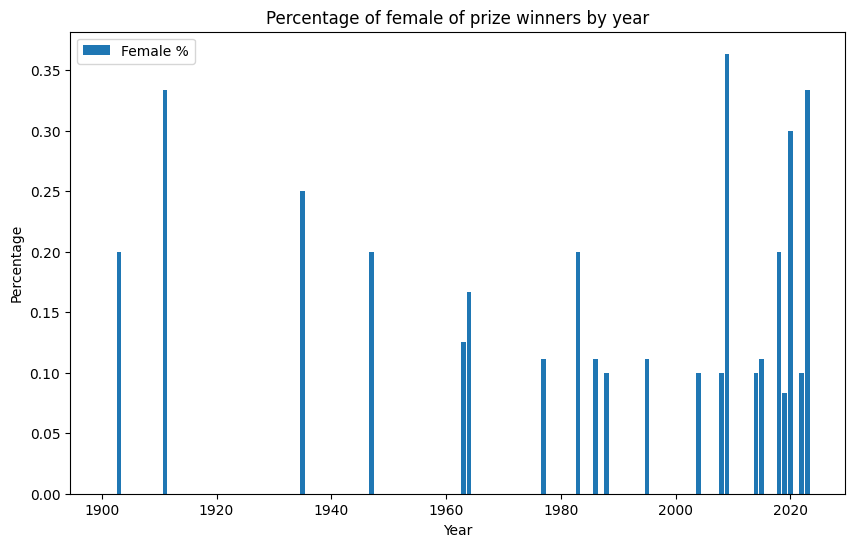 Percentage of female of prize winners by year
Female %
0.35
0.30
0.25
0.20
0.15
0.10
0.05
0.00
Percentage
1900 1920 1940 1960 1980 2000 2020
Year